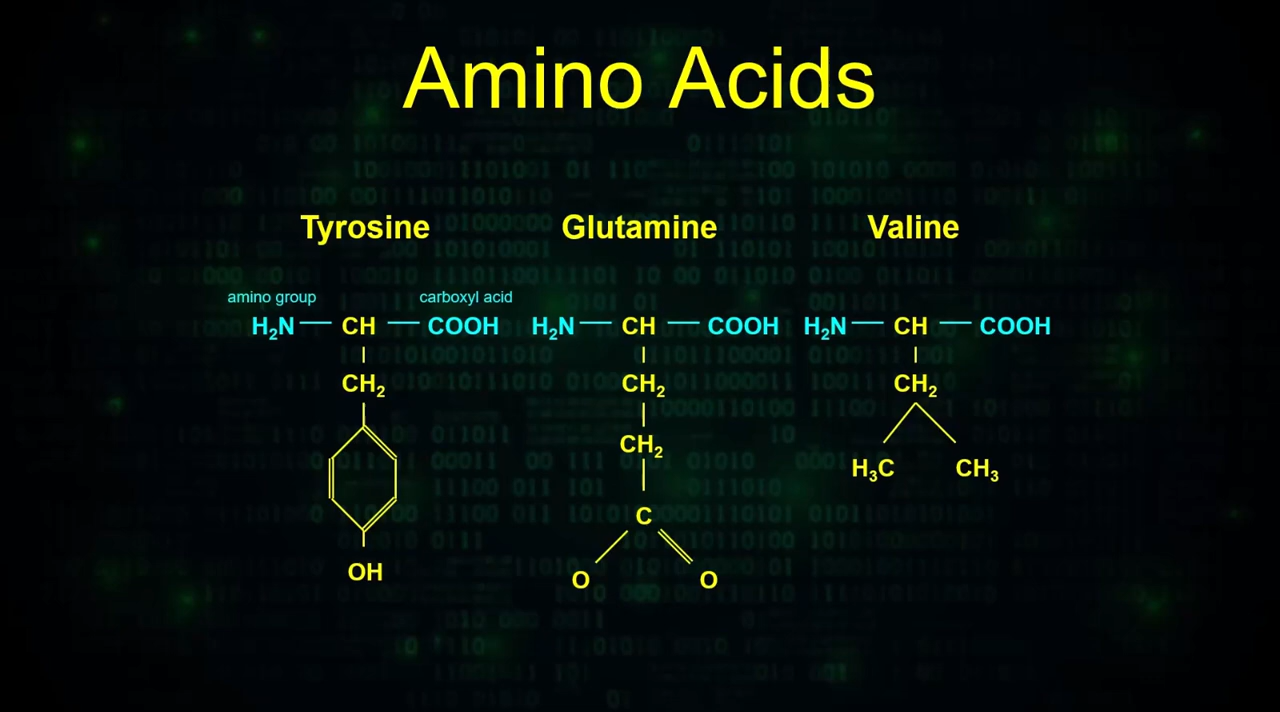 Amino Acids
Tyrosine Glutamine Valine
amino group carboxyl acid
H₂N CH COOH H₂N CH COOH H₂N CH COOH
CH₂ CH₂ CH₂
CH₂
H₃C CH₃
C
OH
O O